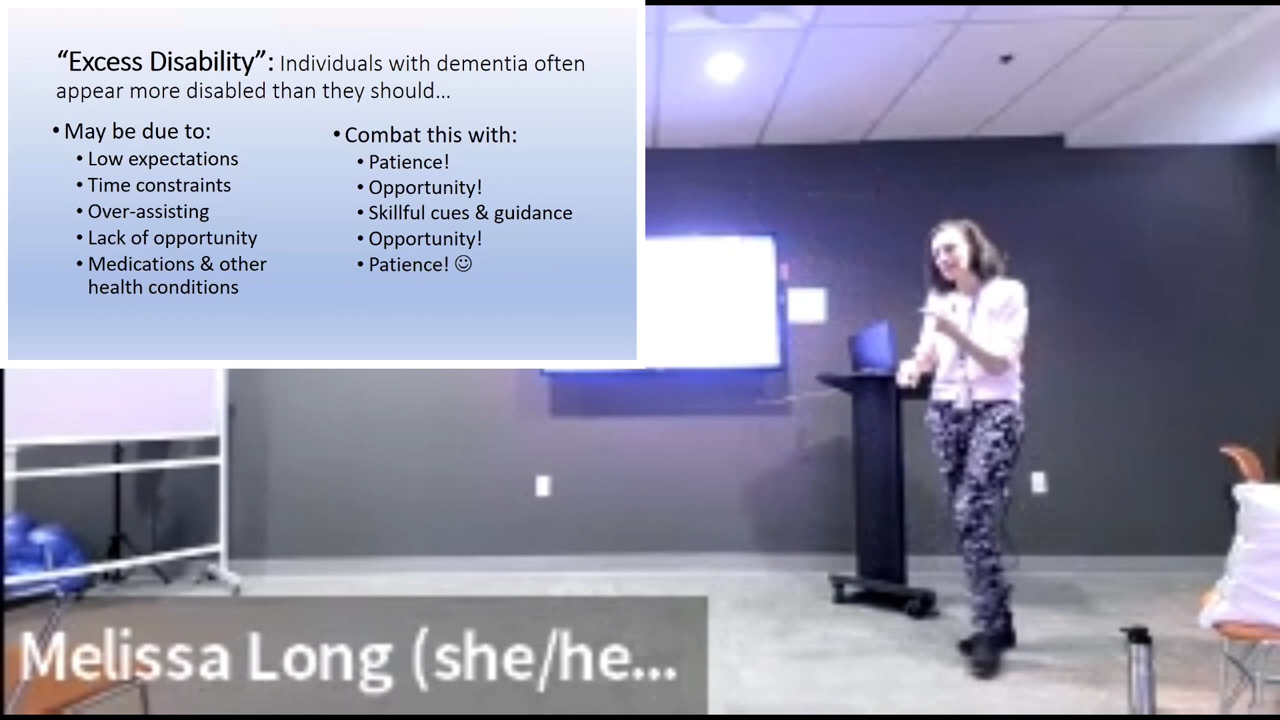 “Excess Disability”: Individuals with dementia often
appear more disabled than they should...
• May be due to:
• Low expectations
• Time constraints
• Over-assisting
• Lack of opportunity
• Medications & other
health conditions
• Combat this with:
• Patience!
• Opportunity!
• Skillful cues & guidance
• Opportunity!
• Patience! ☺
Melissa Long (she/he...